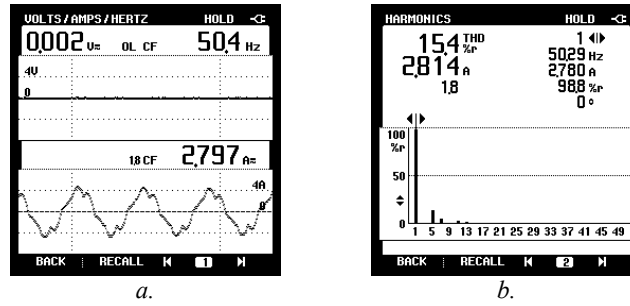 VOLTS/AMPS/HERTZ HOLD
0.002 V= OL CF 50.4 Hz
4V
0
1.8 CF 2.797 A=
4A
0
BACK RECALL 1
a.
HARMONICS HOLD
15.4 THD %r 1
50.29 Hz
2.814 A 2.780 A
1.8 98.8 %r
0°
100
%r
50
0
1 5 9 13 17 21 25 29 33 37 41 45 49
BACK RECALL 2
b.